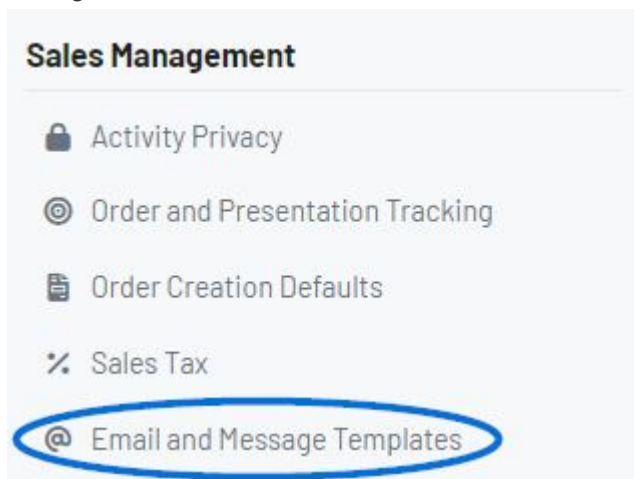 Sales Management
Activity Privacy
Order and Presentation Tracking
Order Creation Defaults
Sales Tax
@ Email and Message Templates